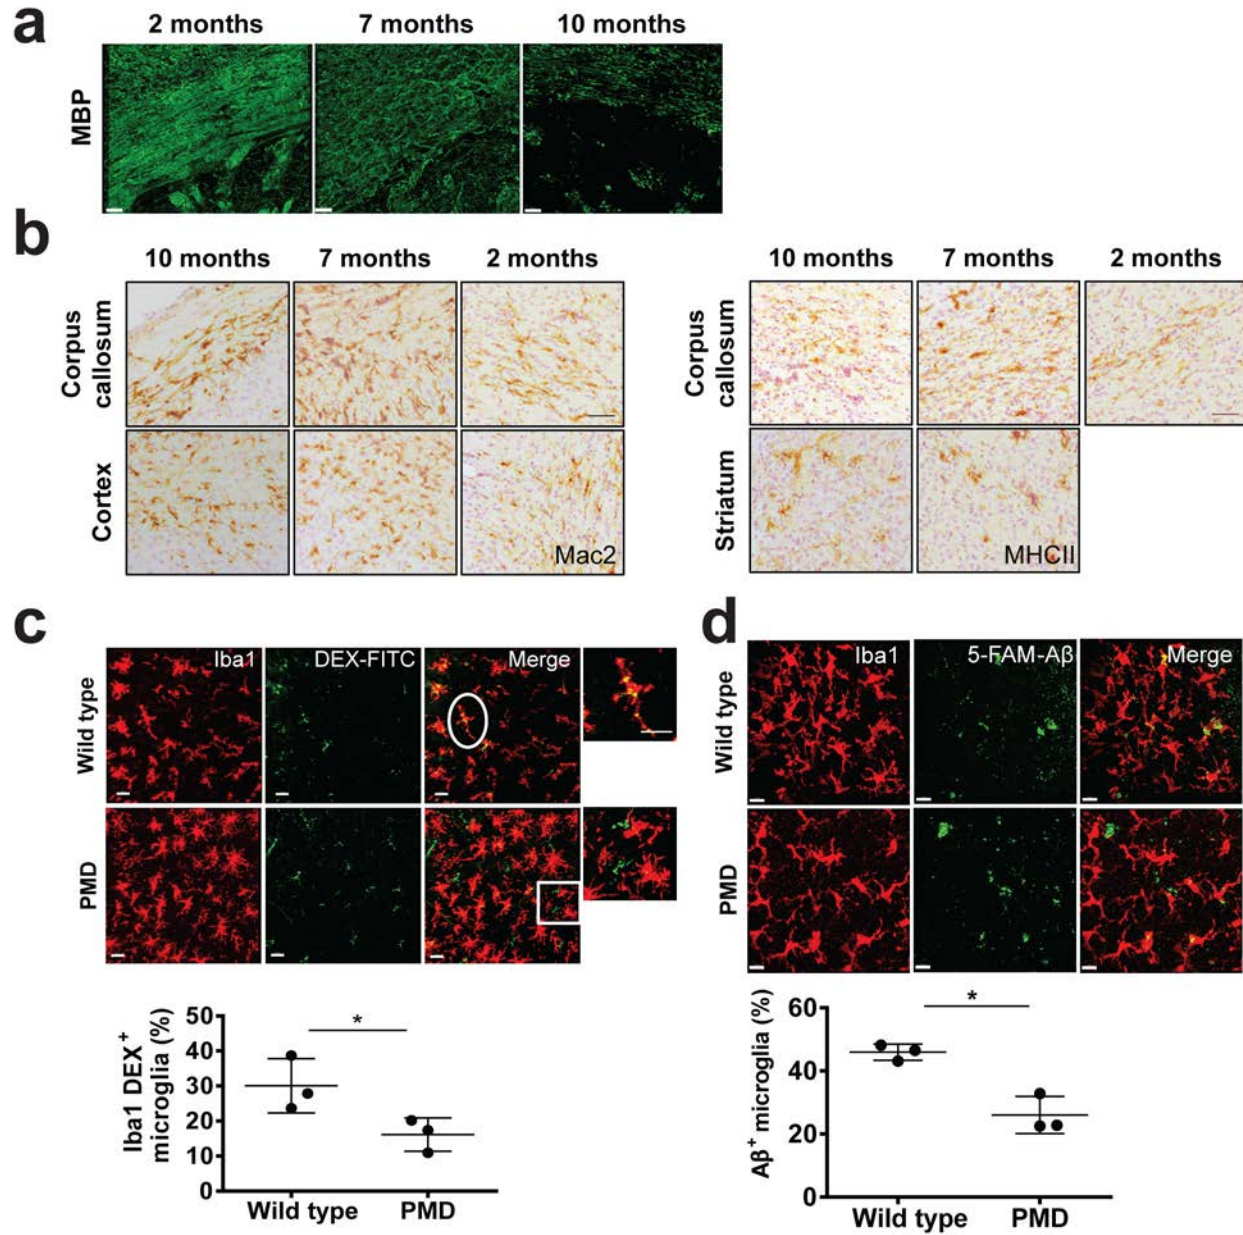 a
2 months 7 months 10 months
MBP
b
10 months 7 months 2 months
Corpus
callosum
Cortex
Mac2
10 months 7 months 2 months
Corpus
callosum
Striatum
MHCII
c
Iba1 DEX-FITC Merge
Wild type
PMD
Iba1 DEX⁺
microglia (%)
50
40
30
20
10
0
*
Wild type PMD
d
Iba1 5-FAM-Aβ Merge
Wild type
PMD
Aβ⁺ microglia (%)
60
40
20
0
*
Wild type PMD